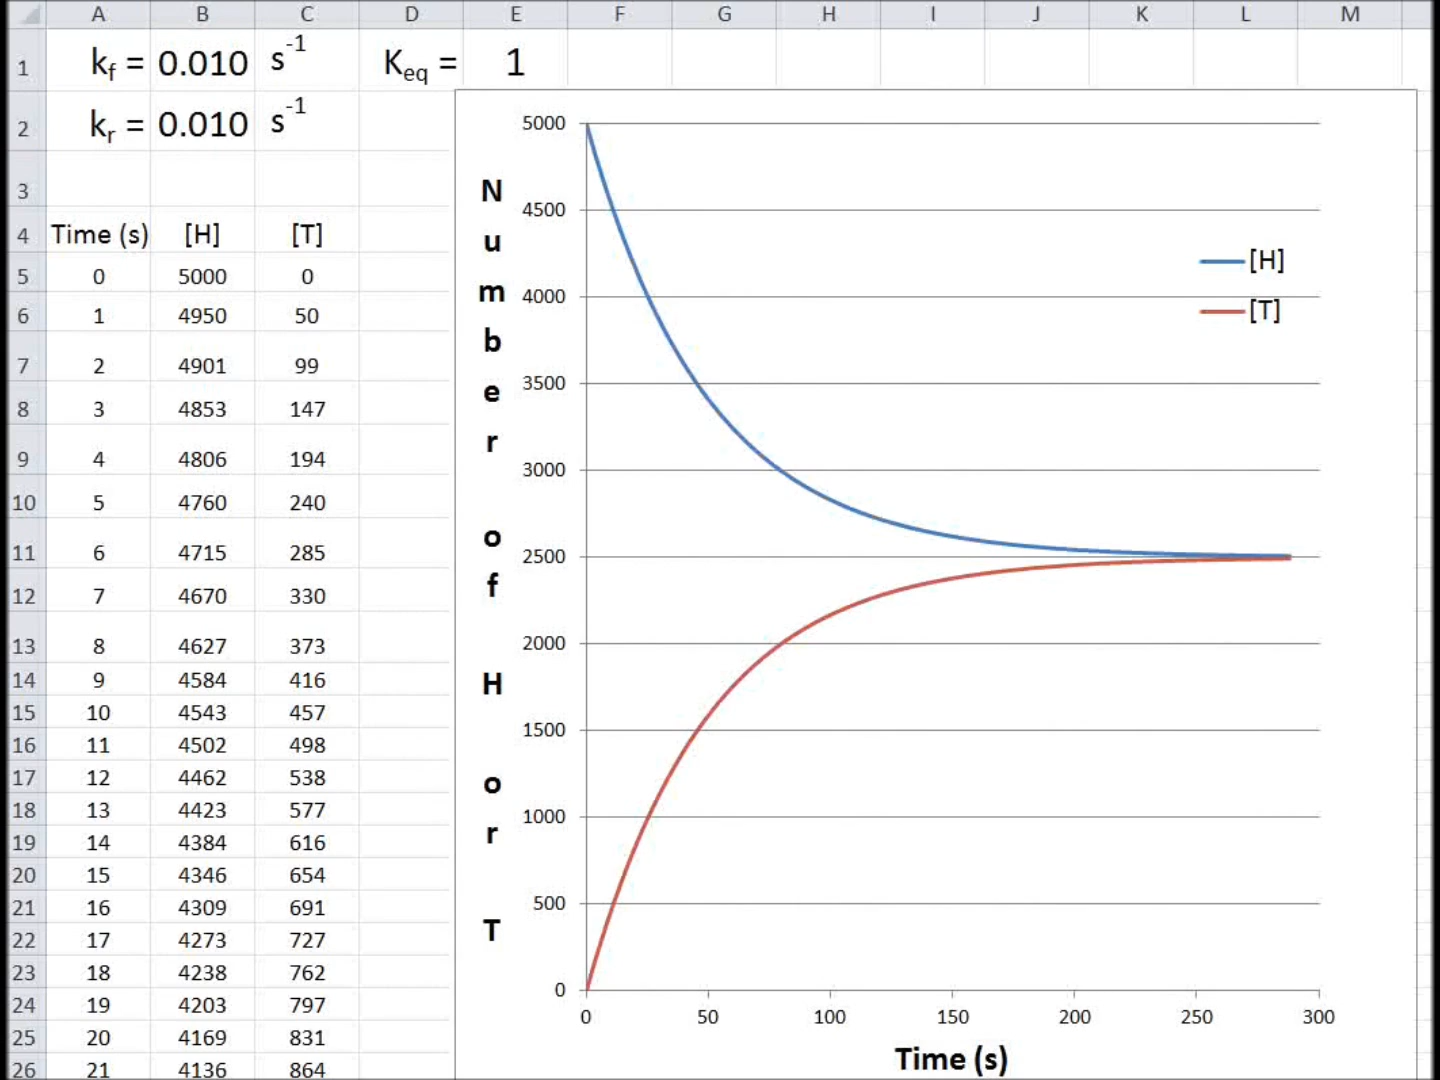 A B C D E F G H I J K L M
1 kf = 0.010 s-1 Keq = 1
2 kr = 0.010 s-1
3
4 Time (s) [H] [T]
5 0 5000 0
6 1 4950 50
7 2 4901 99
8 3 4853 147
9 4 4806 194
10 5 4760 240
11 6 4715 285
12 7 4670 330
13 8 4627 373
14 9 4584 416
15 10 4543 457
16 11 4502 498
17 12 4462 538
18 13 4423 577
19 14 4384 616
20 15 4346 654
21 16 4309 691
22 17 4273 727
23 18 4238 762
24 19 4203 797
25 20 4169 831
26 21 4136 864
Number of H or T
5000
4500
4000
3500
3000
2500
2000
1500
1000
500
0
[H]
[T]
0 50 100 150 200 250 300
Time (s)